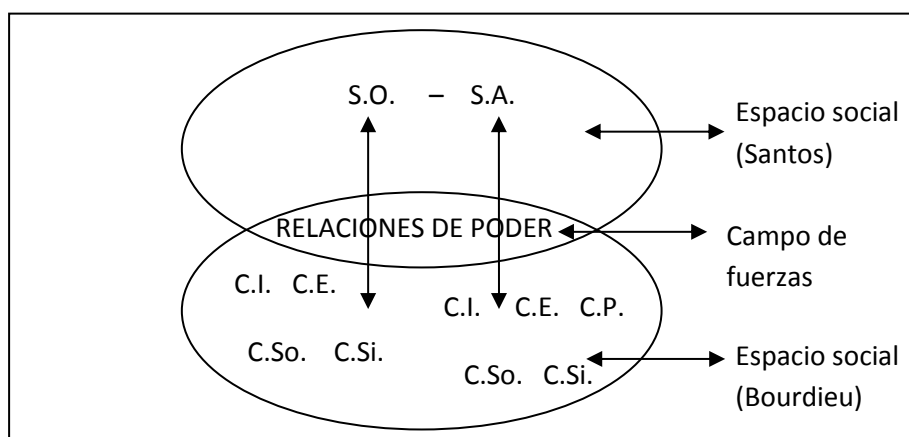 S.O. – S.A.
Espacio social
(Santos)
RELACIONES DE PODER
Campo de
fuerzas
C.I. C.E.
C.I. C.E. C.P.
C.So. C.Si.
C.So. C.Si.
Espacio social
(Bourdieu)